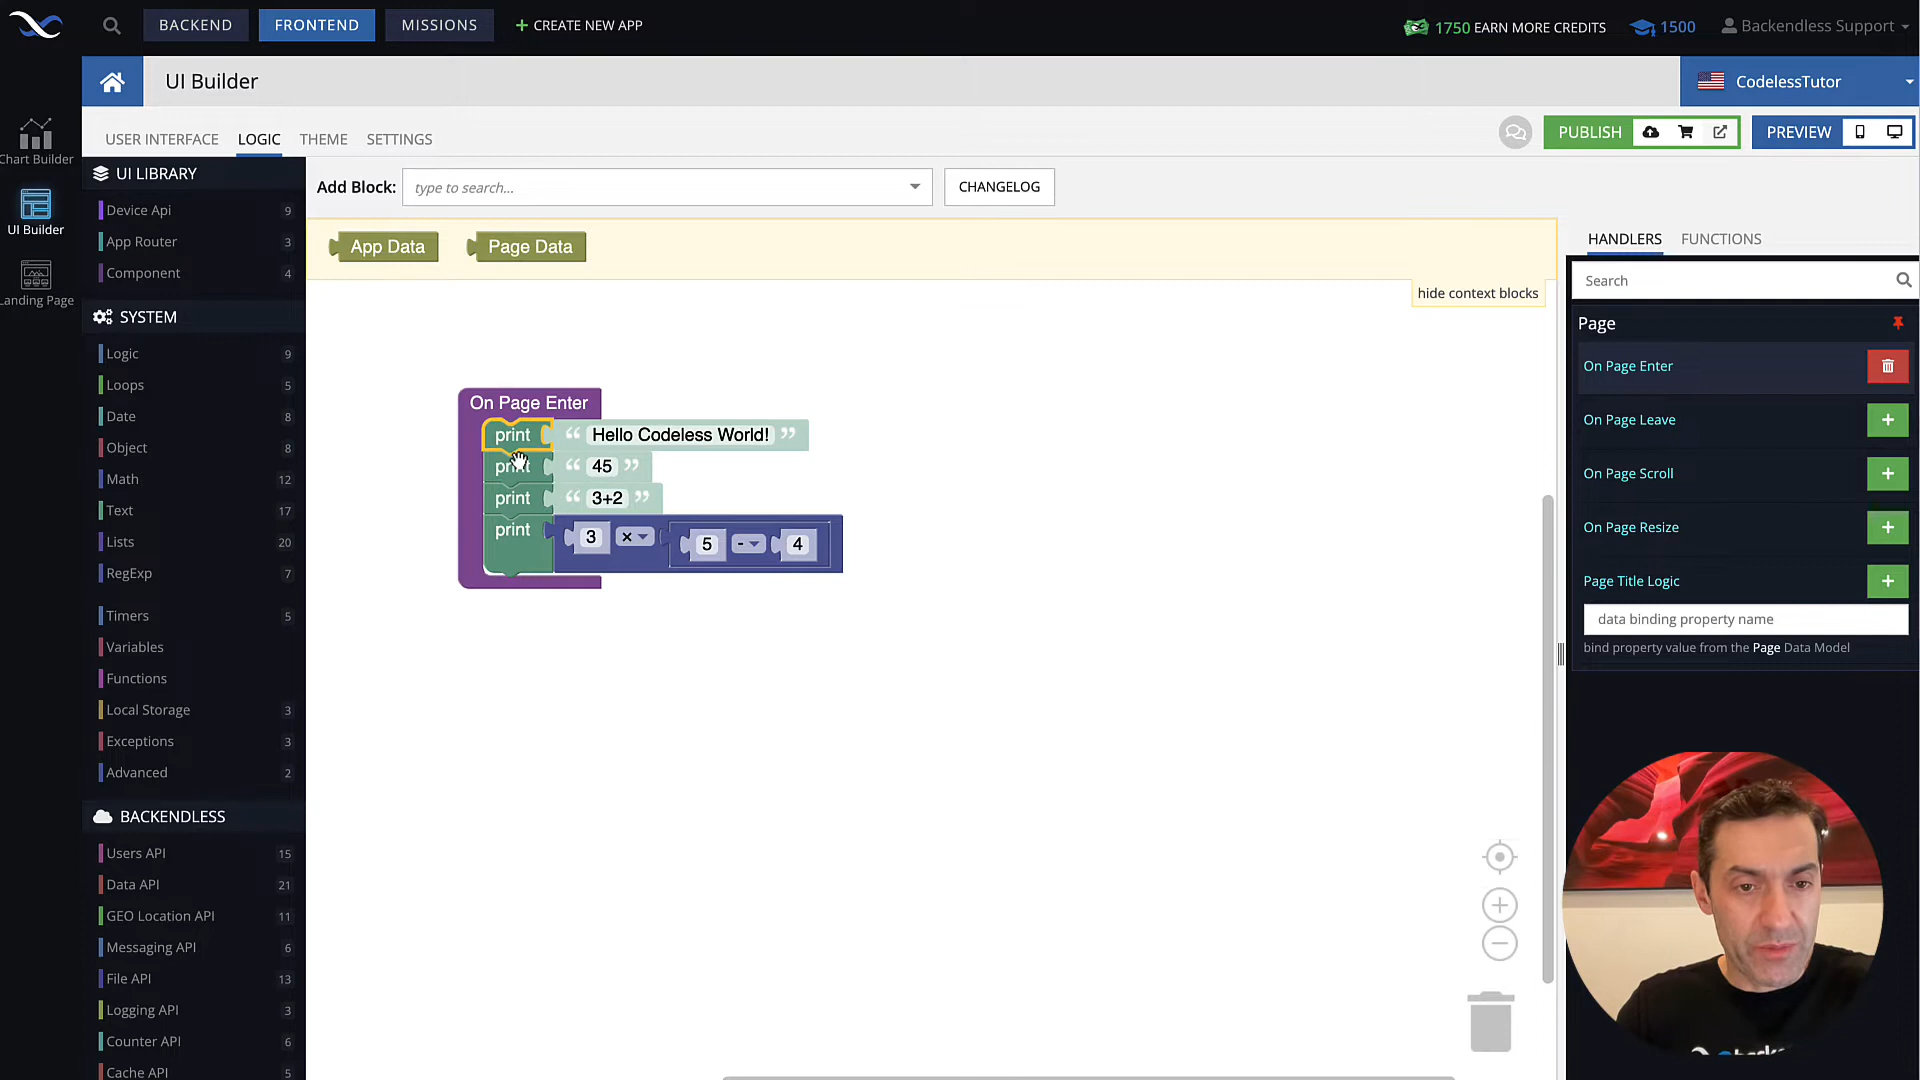 BACKEND
FRONTEND
MISSIONS
+ CREATE NEW APP
1750 EARN MORE CREDITS
1500
Backendless Support
UI Builder
CodelessTutor
USER INTERFACE
LOGIC
THEME
SETTINGS
PUBLISH
PREVIEW
Chart Builder
UI Builder
Landing Page
UI LIBRARY
Device Api 9
App Router 3
Component 4
SYSTEM
Logic 9
Loops 5
Date 8
Object 8
Math 12
Text 17
Lists 20
RegExp 7
Timers 5
Variables
Functions
Local Storage 3
Exceptions 3
Advanced 2
BACKENDLESS
Users API 15
Data API 21
GEO Location API 11
Messaging API 6
File API 13
Logging API 3
Counter API 6
Cache API 5
Add Block:
type to search...
CHANGELOG
App Data
Page Data
hide context blocks
On Page Enter
print “ Hello Codeless World! ”
print “ 45 ”
print “ 3+2 ”
print 3 × 5 - 4
HANDLERS
FUNCTIONS
Search
Page
On Page Enter
On Page Leave +
On Page Scroll +
On Page Resize +
Page Title Logic +
data binding property name
bind property value from the Page Data Model